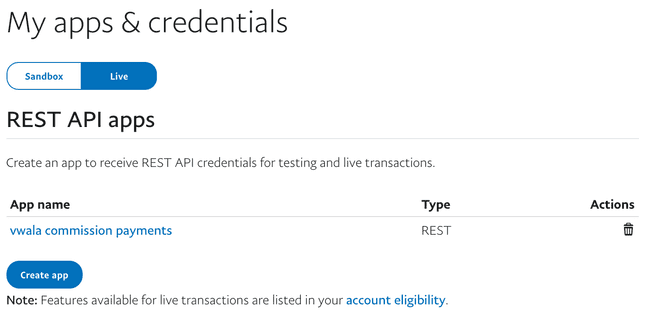 My apps & credentials
Sandbox Live
REST API apps
Create an app to receive REST API credentials for testing and live transactions.
App name Type Actions
vwala commission payments REST
Create app
Note: Features available for live transactions are listed in your account eligibility.